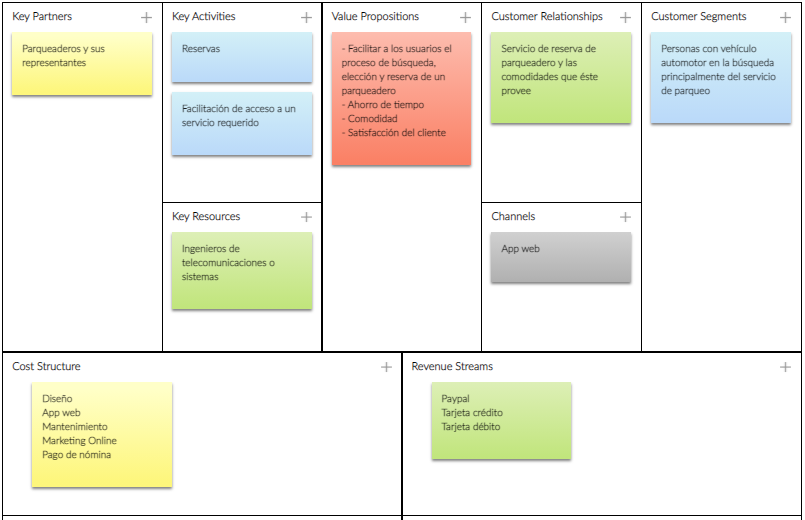 Key Partners
Parqueaderos y sus
representantes
Key Activities
Reservas
Facilitación de acceso a un
servicio requerido
Key Resources
Ingenieros de
telecomunicaciones o
sistemas
Value Propositions
- Facilitar a los usuarios el
proceso de búsqueda,
elección y reserva de un
parqueadero
- Ahorro de tiempo
- Comodidad
- Satisfacción del cliente
Customer Relationships
Servicio de reserva de
parqueadero y las
comodidades que éste
provee
Channels
App web
Customer Segments
Personas con vehículo
automotor en la búsqueda
principalmente del servicio
de parqueo
Cost Structure
Diseño
App web
Mantenimiento
Marketing Online
Pago de nómina
Revenue Streams
Paypal
Tarjeta crédito
Tarjeta débito